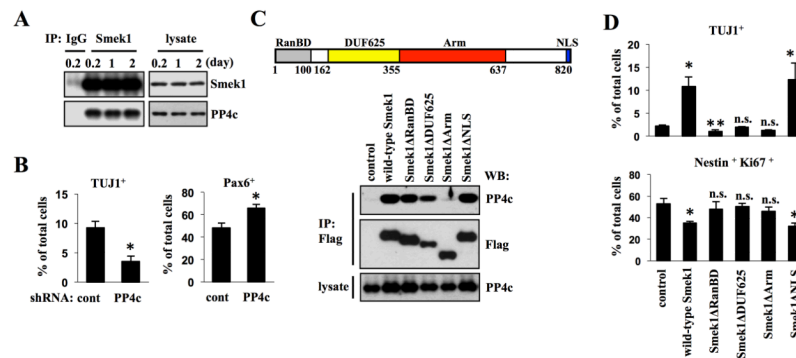 A
IP: IgG Smek1 lysate
0.2 0.2 1 2 0.2 1 2 (day)
Smek1
PP4c
B
TUJ1+
% of total cells
15
10
5
0
Pax6+
% of total cells
100
50
0
shRNA: cont PP4c cont PP4c
C
RanBD DUF625 Arm NLS
1 100 162 355 637 820
control
wild-type Smek1
Smek1ΔRanBD
Smek1ΔDUF625
Smek1ΔArm
Smek1ΔNLS
WB:
PP4c
IP:
Flag
Flag
lysate
PP4c
D
TUJ1+
% of total cells
20
15
10
5
0
* ** n.s. n.s. *
Nestin + Ki67 +
% of total cells
80
60
40
20
0
* n.s. n.s. n.s. *
control
wild-type Smek1
Smek1ΔRanBD
Smek1ΔDUF625
Smek1ΔArm
Smek1ΔNLS